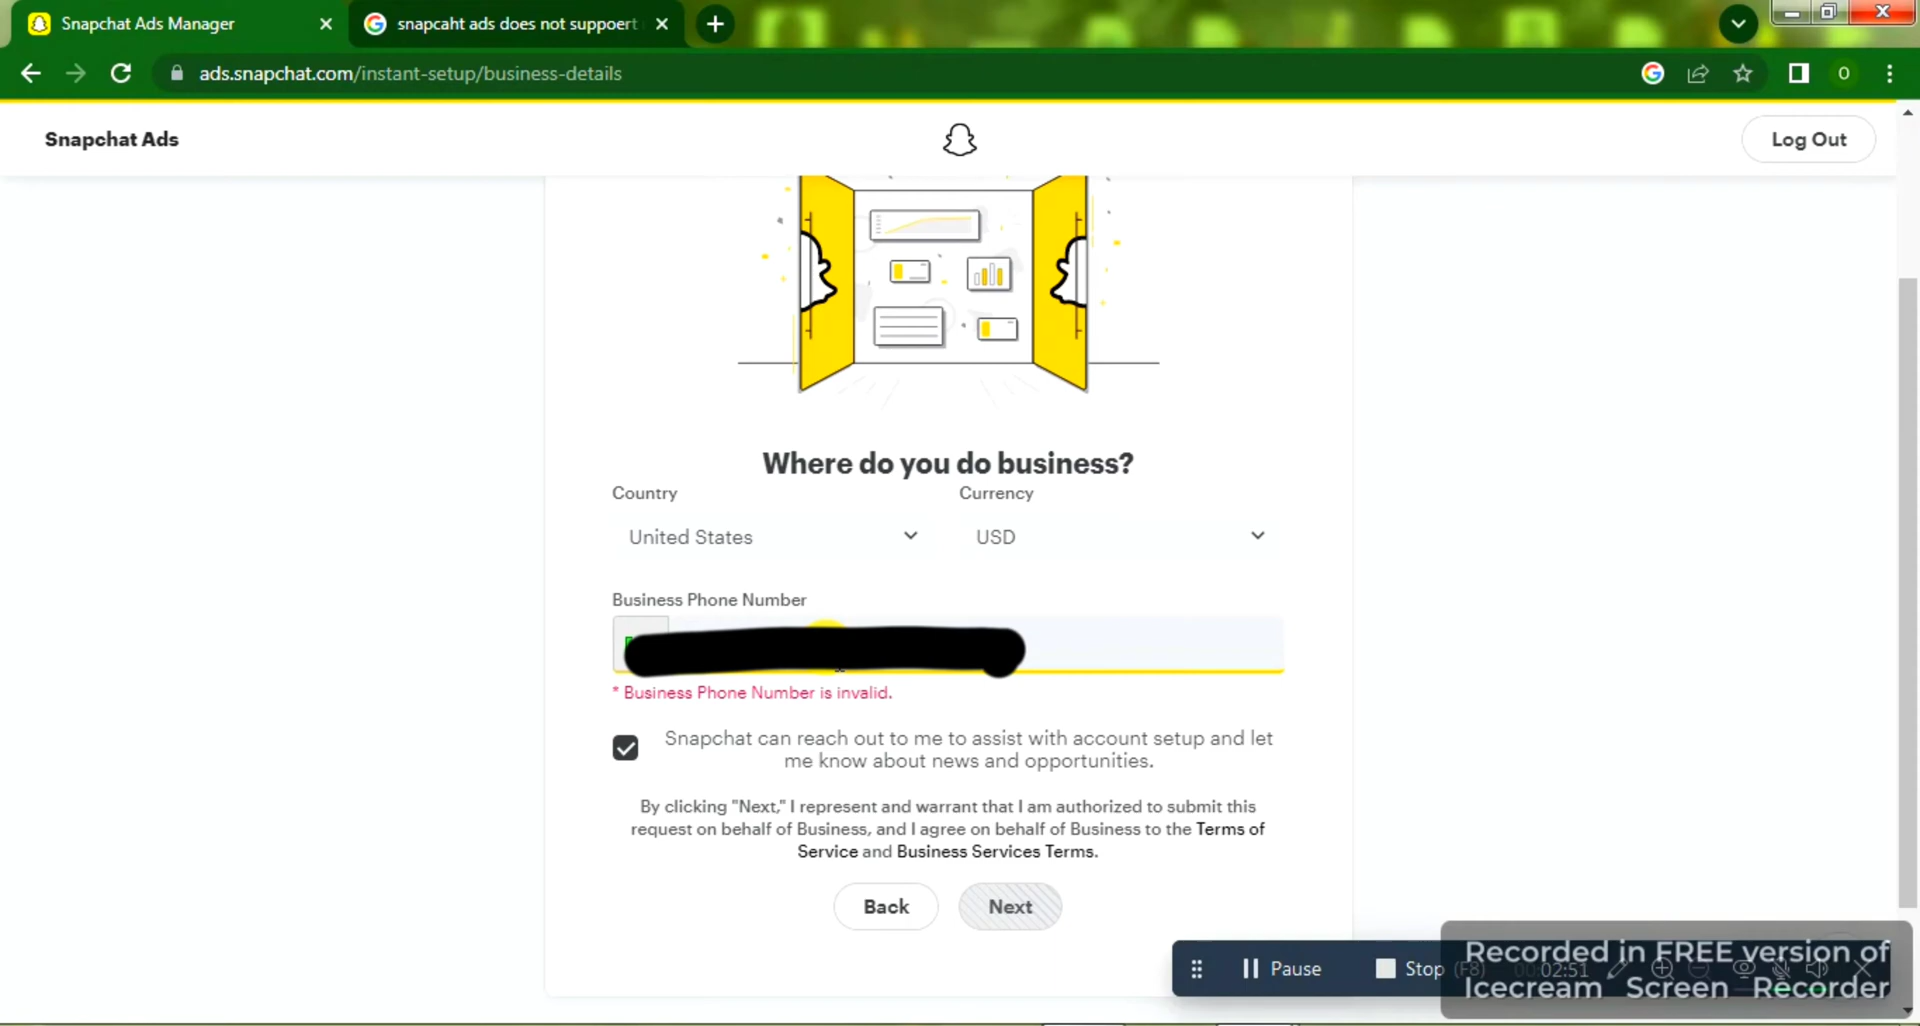 Snapchat Ads Manager
snapcaht ads does not suppoert
ads.snapchat.com/instant-setup/business-details
O
Snapchat Ads
Log Out
Where do you do business?
Country
Currency
United States
USD
Business Phone Number
* Business Phone Number is invalid.
Snapchat can reach out to me to assist with account setup and let
me know about news and opportunities.
By clicking "Next," I represent and warrant that I am authorized to submit this
request on behalf of Business, and I agree on behalf of Business to the Terms of
Service and Business Services Terms.
Back
Next
Pause
Stop (F8)
00:02:51
Recorded in FREE version of
Icecream Screen Recorder